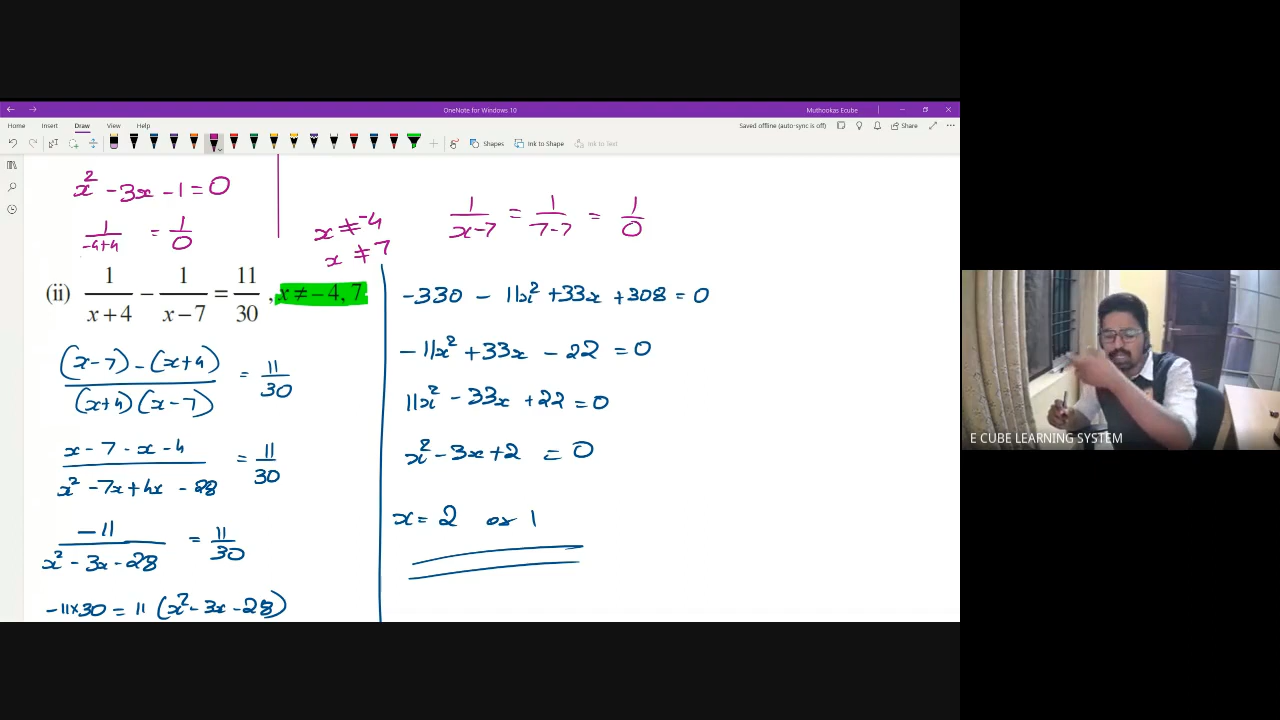 OneNote for Windows 10
Muthookas Ecube
Home Insert Draw View Help
Saved offline (auto-sync is off)
Share
Shapes
Ink to Shape
Ink to Text
x² - 3x - 1 = 0
1/(-4+4) = 1/0
x ≠ -4
x ≠ 7
(ii) 1/(x+4) − 1/(x−7) = 11/30 , x ≠ −4, 7.
((x-7) - (x+4))/((x+4)(x-7)) = 11/30
(x - 7 - x - 4)/(x² - 7x + 4x - 28) = 11/30
-11/(x² - 3x - 28) = 11/30
-11×30 = 11 (x² - 3x - 28)
1/(x-7) = 1/(7-7) = 1/0
-330 - 11x² + 33x + 308 = 0
- 11x² + 33x - 22 = 0
11x² - 33x + 22 = 0
x² - 3x + 2 = 0
x = 2 or 1
E CUBE LEARNING SYSTEM